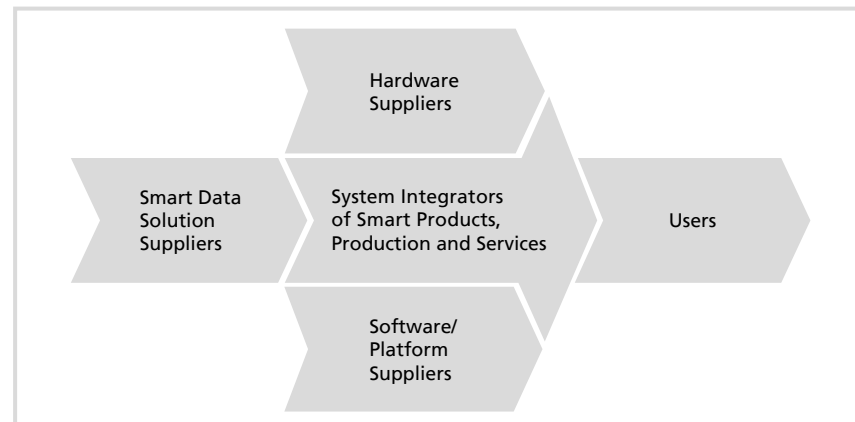 Hardware
Suppliers
Smart Data
Solution
Suppliers
System Integrators
of Smart Products,
Production and Services
Users
Software/
Platform
Suppliers